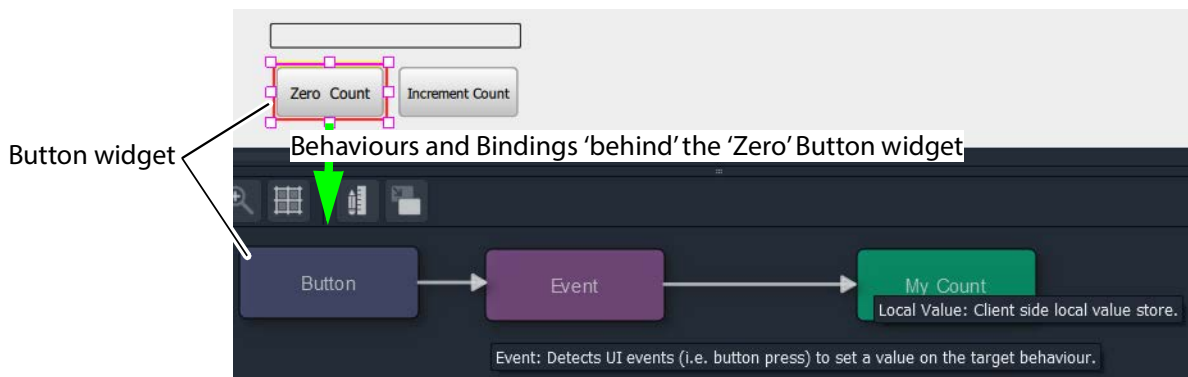 Zero Count
Increment Count
Button widget
Behaviours and Bindings ‘behind’ the ‘Zero’ Button widget
Button
Event
My Count
Local Value: Client side local value store.
Event: Detects UI events (i.e. button press) to set a value on the target behaviour.